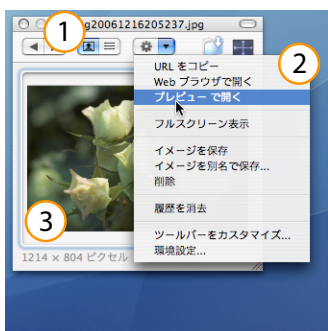 1
g20061216205237.jpg
2
URL をコピー
Web ブラウザで開く
プレビュー で開く
フルスクリーン表示
イメージを保存
イメージを別名で保存...
削除
履歴を消去
ツールバーをカスタマイズ...
環境設定...
3
1214 × 804 ピクセル